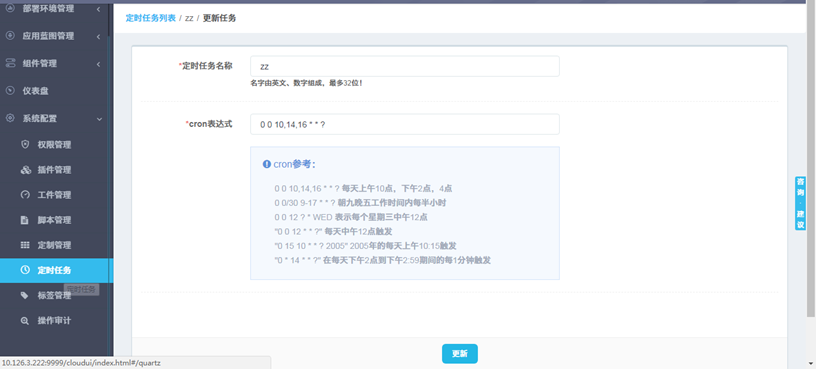 部署环境管理
应用蓝图管理
组件管理
仪表盘
系统配置
权限管理
插件管理
工件管理
脚本管理
定制管理
定时任务
定时任务
标签管理
操作审计
10.126.3.222:9999/cloudui/index.html#/quartz
定时任务列表 / zz / 更新任务
*定时任务名称
zz
名字由英文、数字组成，最多32位!
*cron表达式
0 0 10,14,16 * * ?
cron参考：
0 0 10,14,16 * * ? 每天上午10点，下午2点，4点
0 0/30 9-17 * * ? 朝九晚五工作时间内每半小时
0 0 12 ? * WED 表示每个星期三中午12点
"0 0 12 * * ?" 每天中午12点触发
"0 15 10 * * ? 2005" 2005年的每天上午10:15触发
"0 * 14 * * ?" 在每天下午2点到下午2:59期间的每1分钟触发
更新
咨询·建议